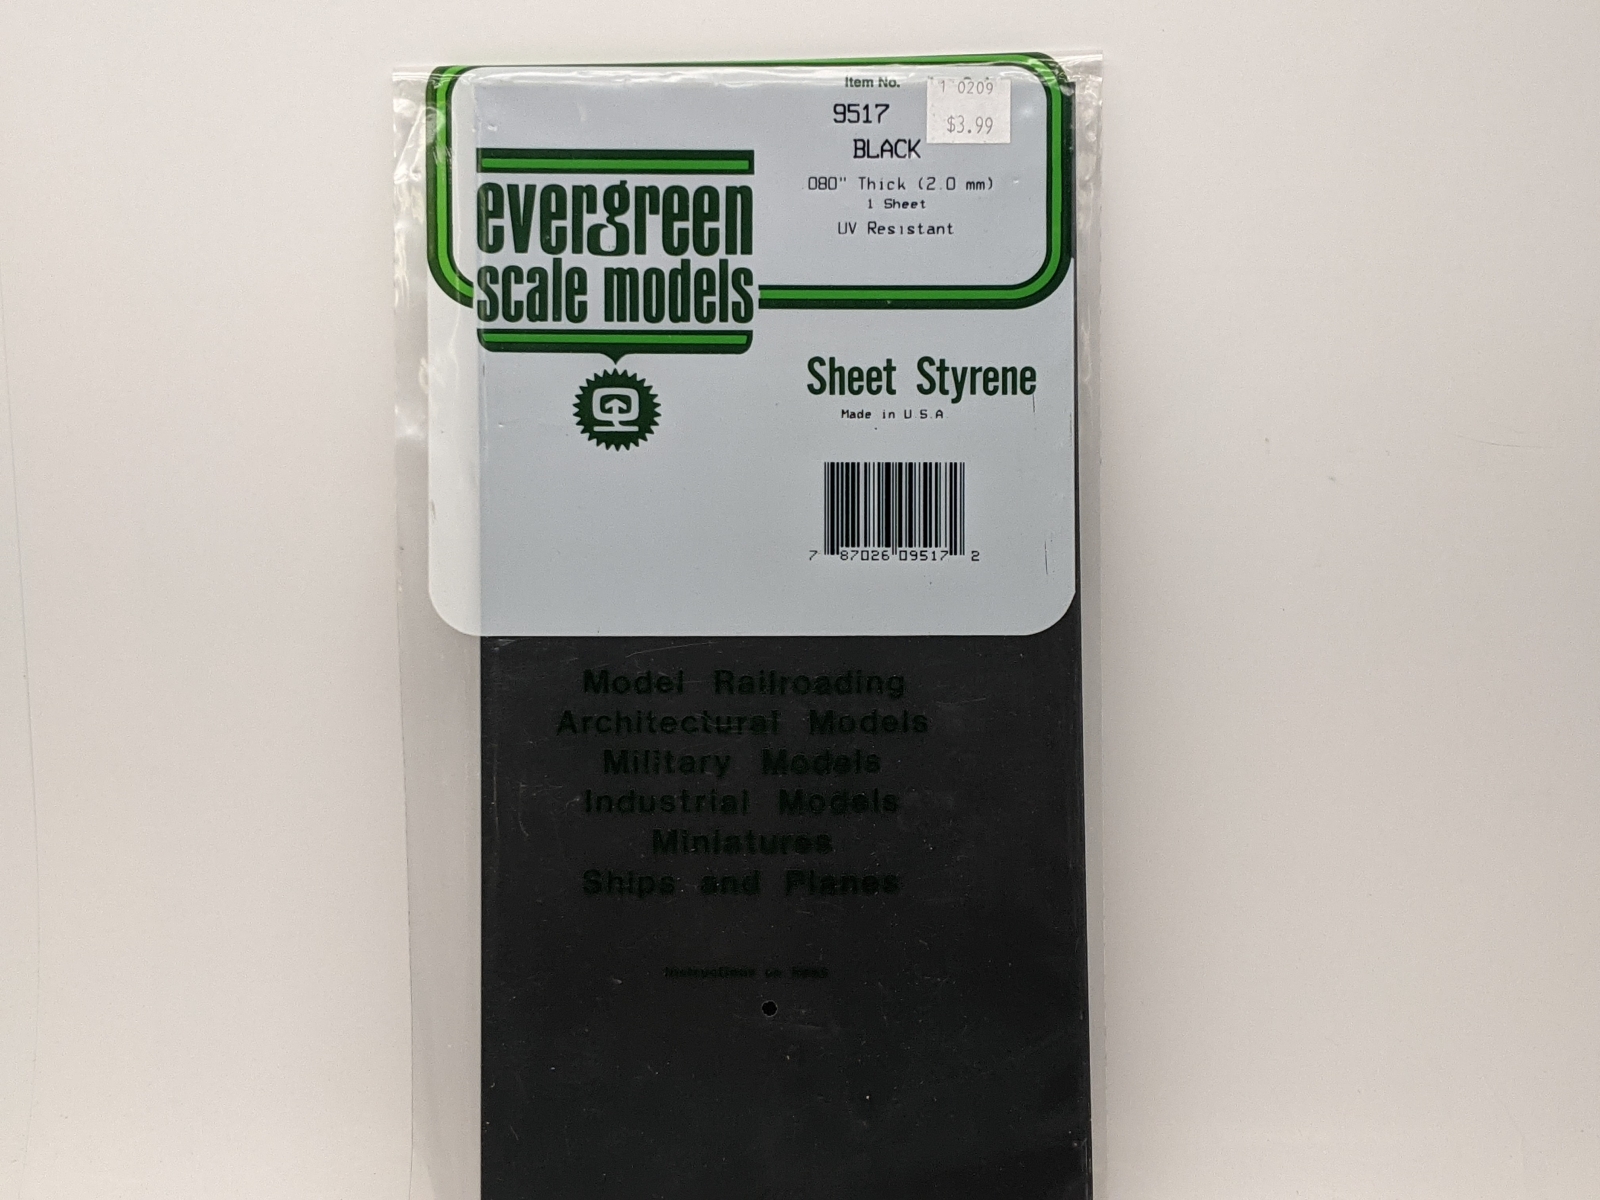 Item No.
1 0209
9517
$3.99
BLACK
.080" Thick (2.0 mm)
1 Sheet
UV Resistant
evergreen
scale models
Sheet Styrene
Made in U.S.A
7 87026 09517 2
Model Railroading
Architectural Models
Military Models
Industrial Models
Miniatures
Ships and Planes
Instructions on